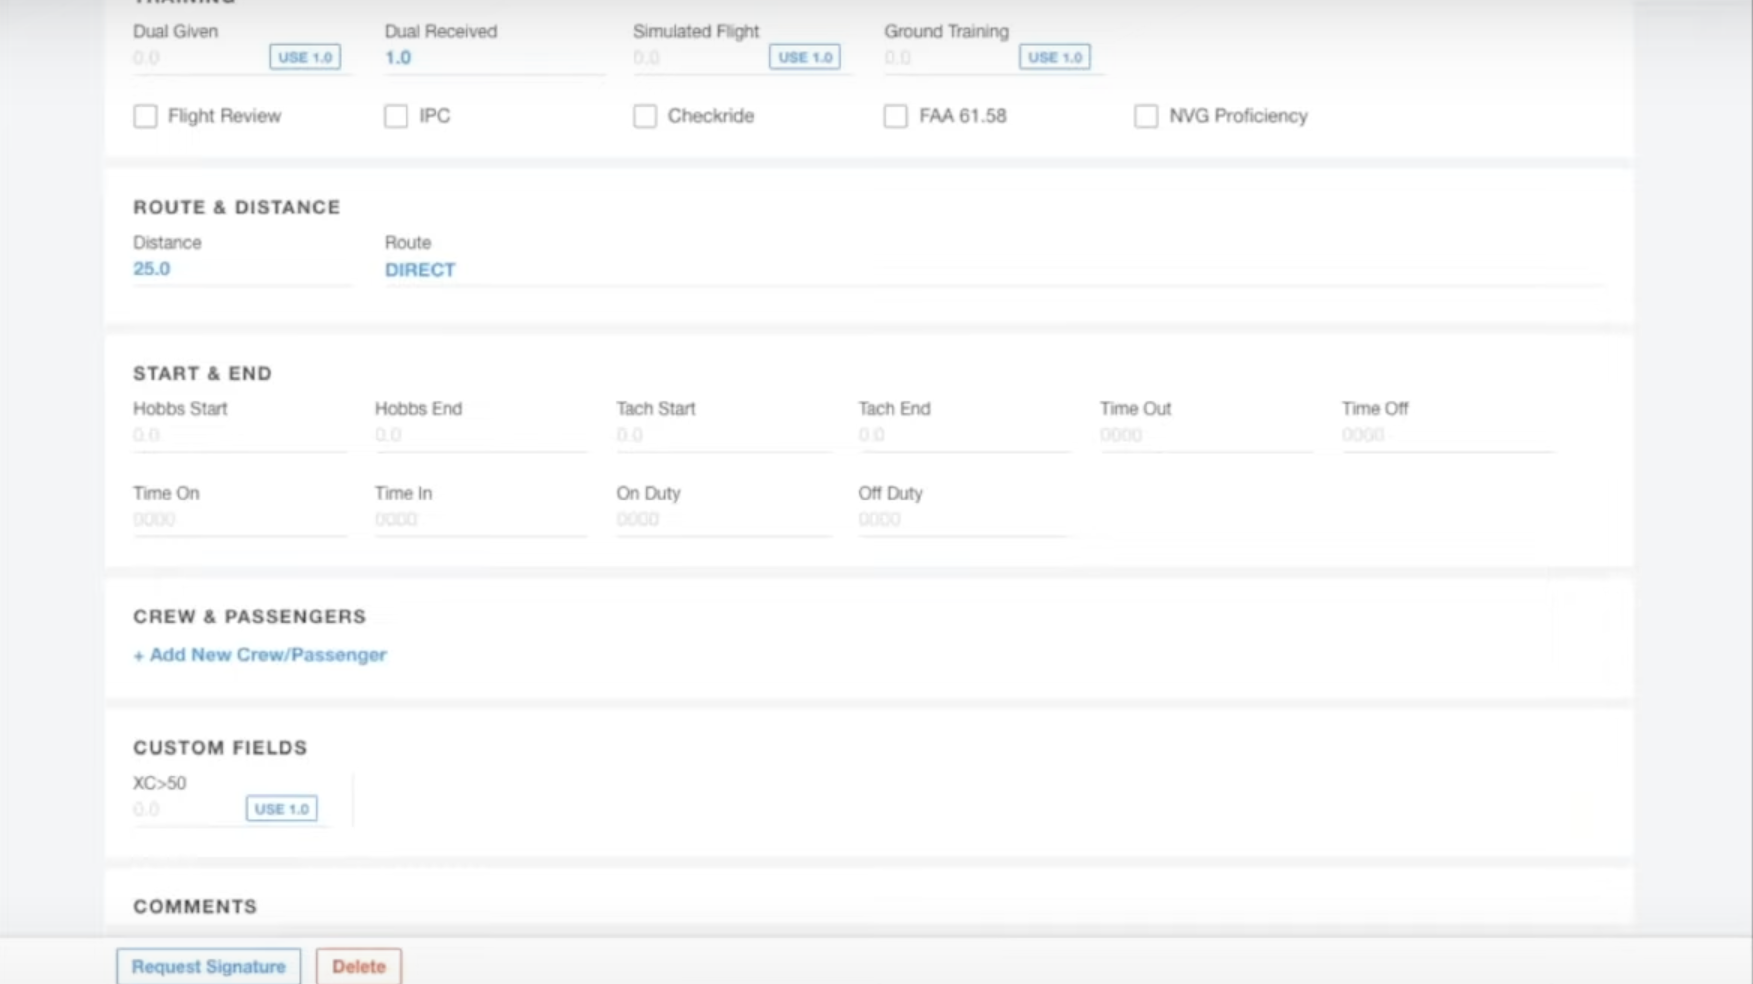 TRAINING
Dual Given Dual Received Simulated Flight Ground Training
0.0 USE 1.0 1.0 0.0 USE 1.0 0.0 USE 1.0
Flight Review IPC Checkride FAA 61.58 NVG Proficiency
ROUTE & DISTANCE
Distance Route
25.0 DIRECT
START & END
Hobbs Start Hobbs End Tach Start Tach End Time Out Time Off
0.0 0.0 0.0 0.0 0000 0000
Time On Time In On Duty Off Duty
0000 0000 0000 0000
CREW & PASSENGERS
+ Add New Crew/Passenger
CUSTOM FIELDS
XC>50
0.0 USE 1.0
COMMENTS
Request Signature Delete